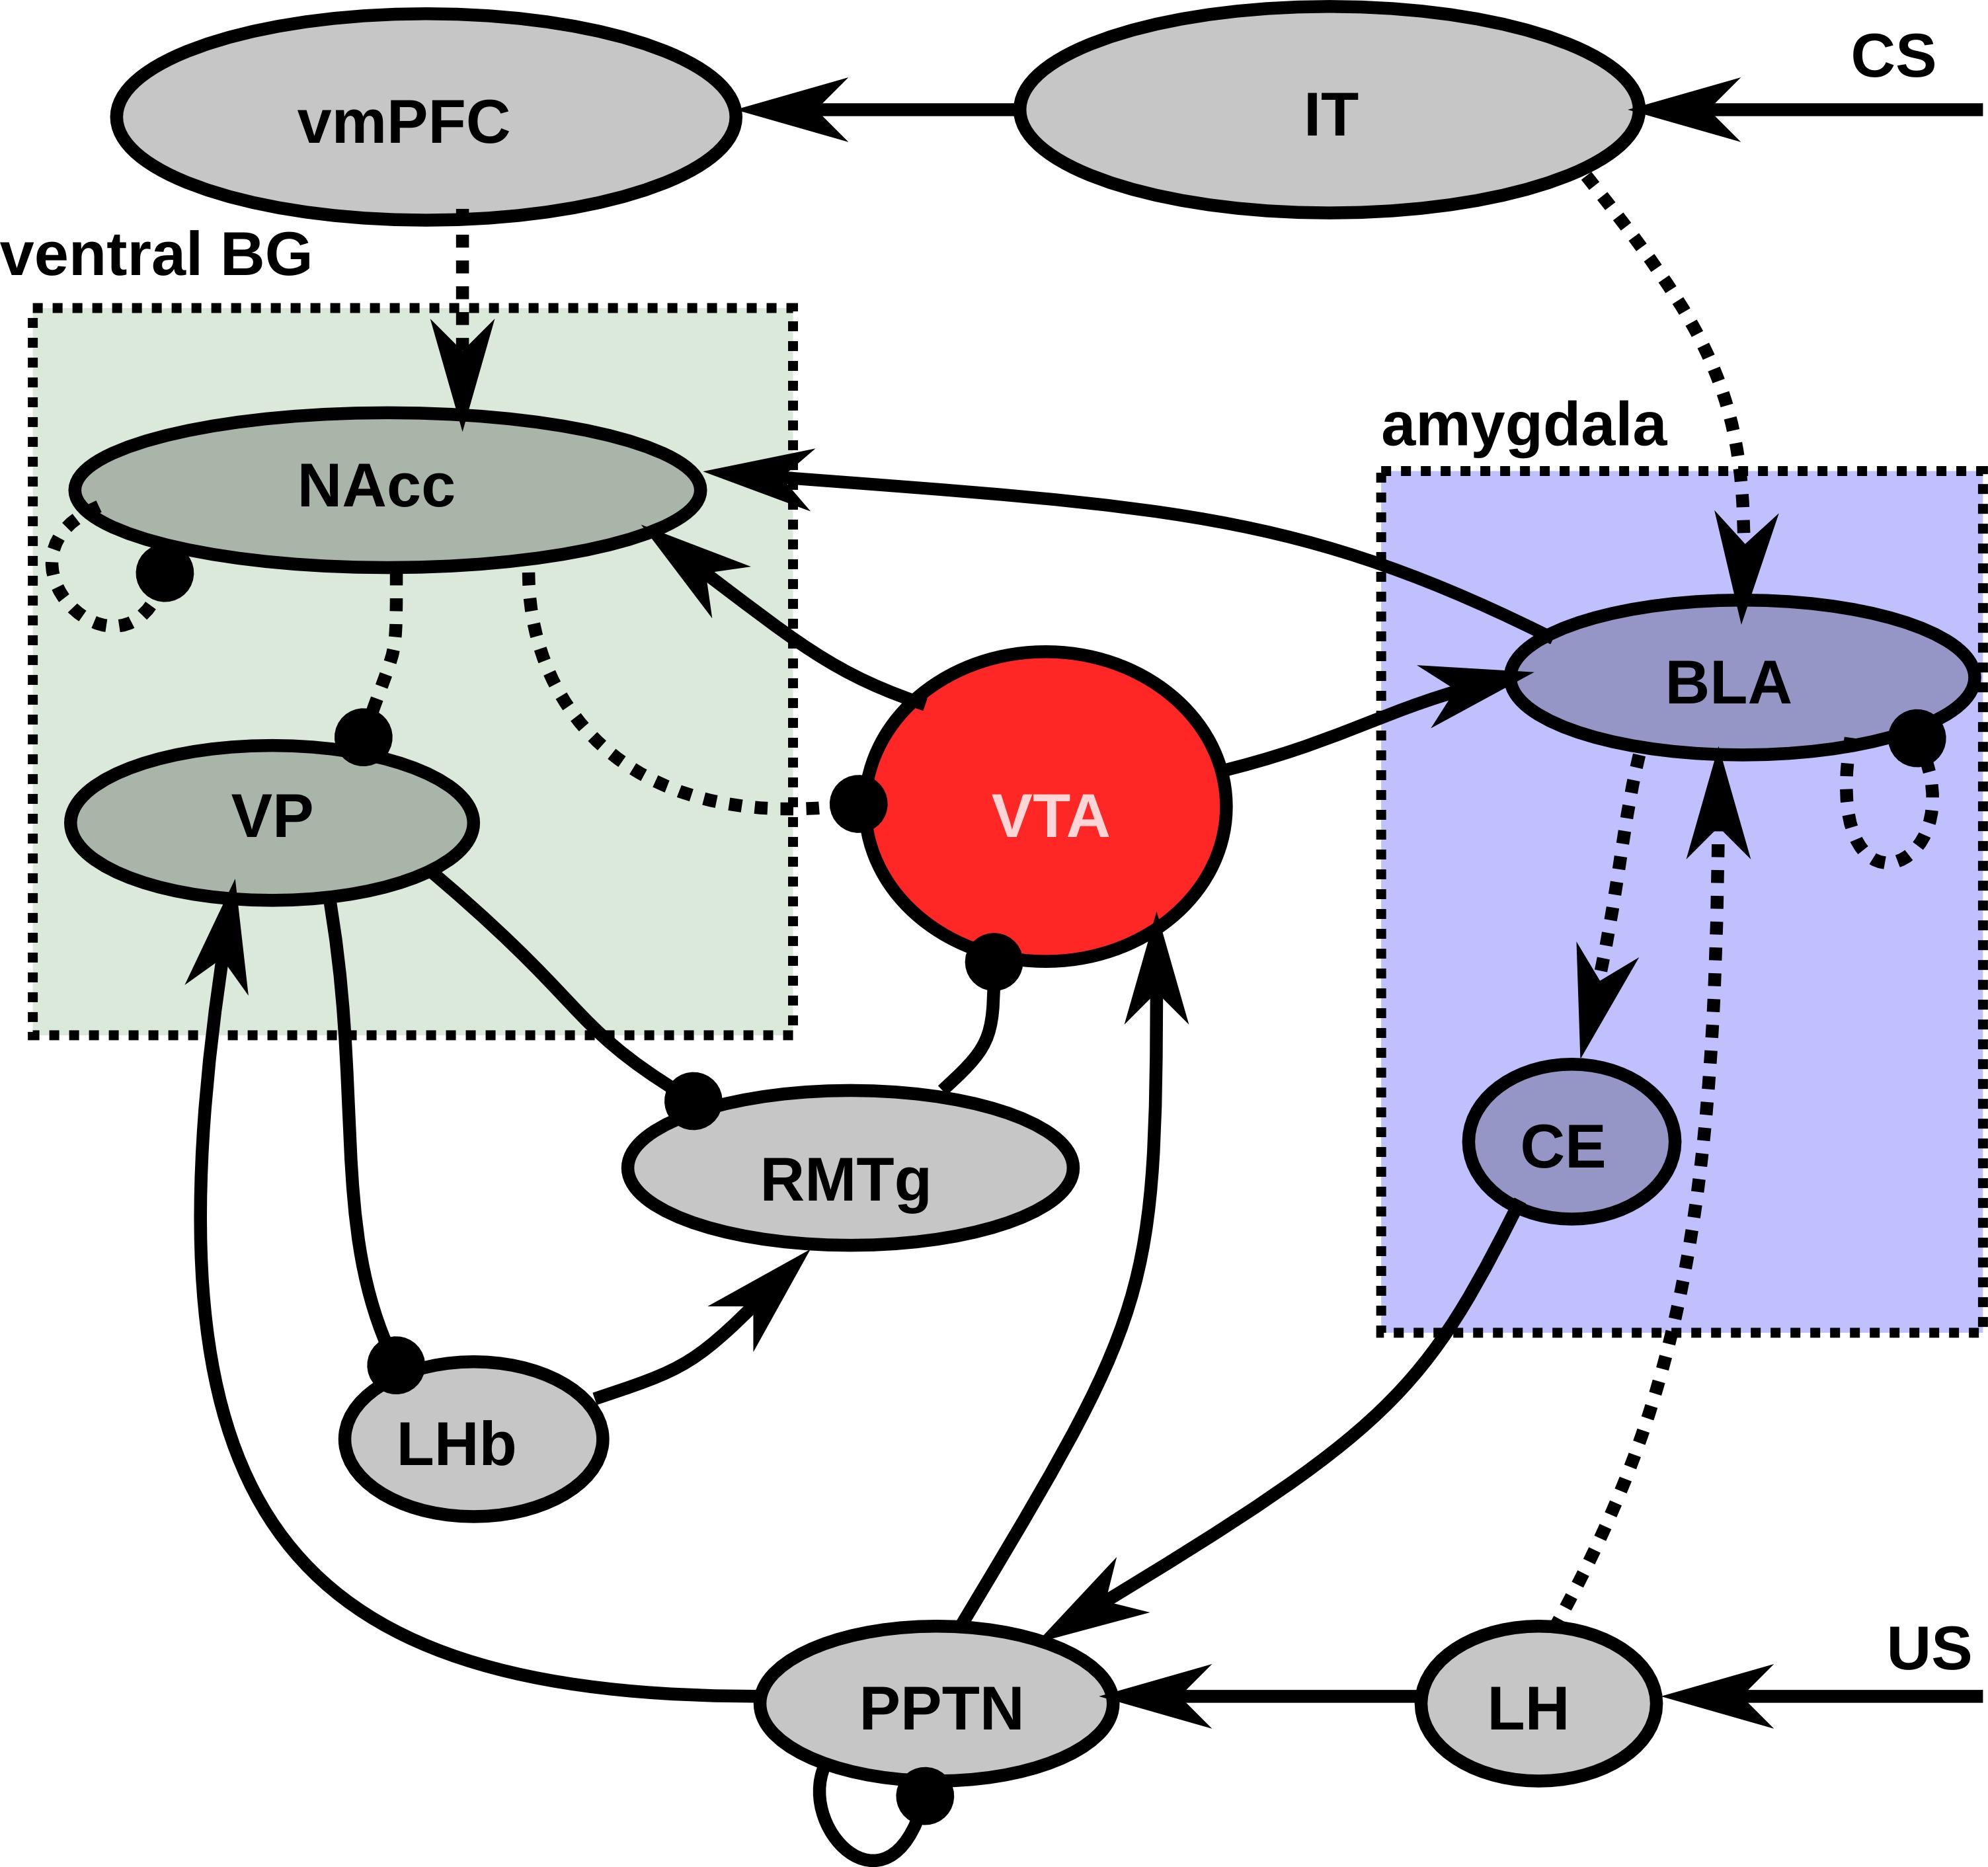 CS
vmPFC
IT
ventral BG
amygdala
NAcc
BLA
VP
VTA
CE
RMTg
LHb
US
PPTN
LH